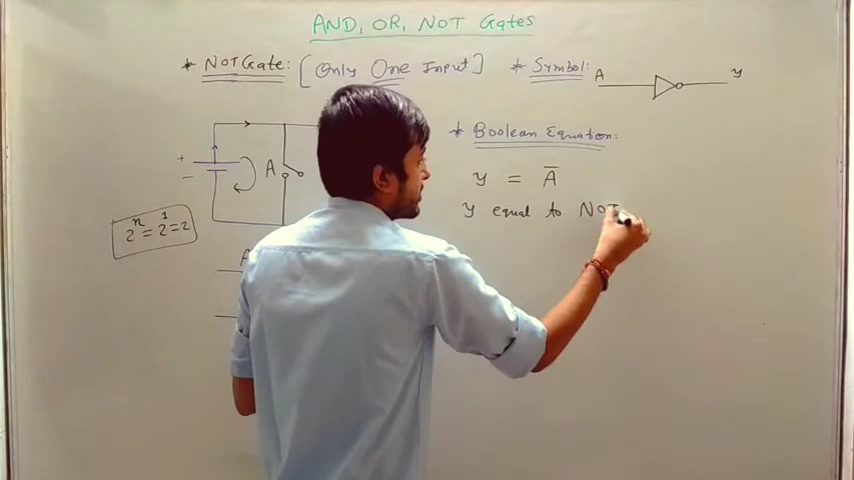 AND, OR, NOT Gates
* NOT Gate: [Only One Input]
* Symbol:
A y
* Boolean Equation:
+
−
A
y = A̅
y equal to NOT
2ⁿ = 2¹ = 2
A